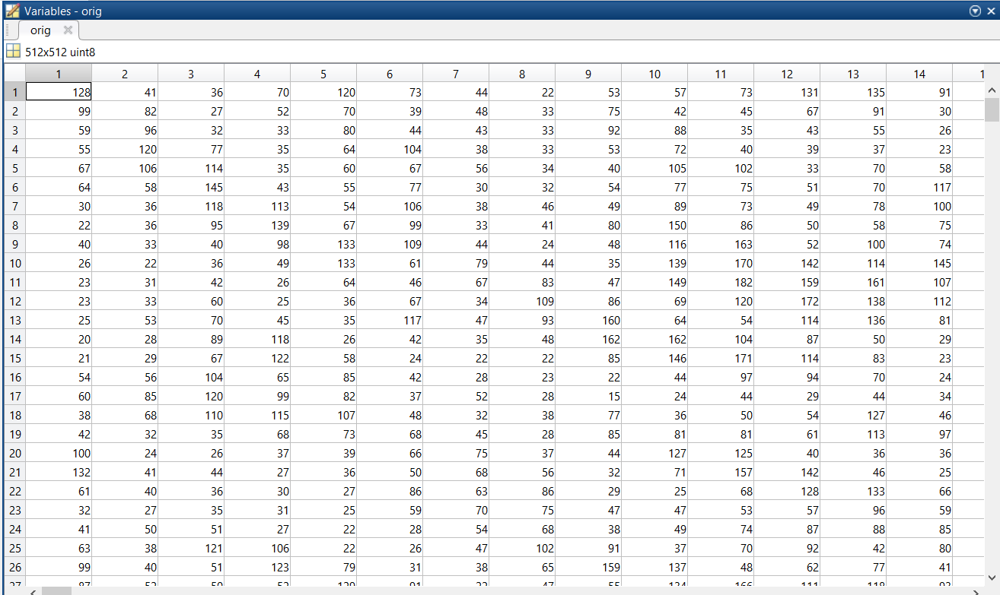 Variables - orig
orig
512x512 uint8
1 2 3 4 5 6 7 8 9 10 11 12 13 14 1
1 128 41 36 70 120 73 44 22 53 57 73 131 135 91
2 99 82 27 52 70 39 48 33 75 42 45 67 91 30
3 59 96 32 33 80 44 43 33 92 88 35 43 55 26
4 55 120 77 35 64 104 38 33 53 72 40 39 37 23
5 67 106 114 35 60 67 56 34 40 105 102 33 70 58
6 64 58 145 43 55 77 30 32 54 77 75 51 70 117
7 30 36 118 113 54 106 38 46 49 89 73 49 78 100
8 22 36 95 139 67 99 33 41 80 150 86 50 58 75
9 40 33 40 98 133 109 44 24 48 116 163 52 100 74
10 26 22 36 49 133 61 79 44 35 139 170 142 114 145
11 23 31 42 26 64 46 67 83 47 149 182 159 161 107
12 23 33 60 25 36 67 34 109 86 69 120 172 138 112
13 25 53 70 45 35 117 47 93 160 64 54 114 136 81
14 20 28 89 118 26 42 35 48 162 162 104 87 50 29
15 21 29 67 122 58 24 22 22 85 146 171 114 83 23
16 54 56 104 65 85 42 28 23 22 44 97 94 70 24
17 60 85 120 99 82 37 52 28 15 24 44 29 44 34
18 38 68 110 115 107 48 32 38 77 36 50 54 127 46
19 42 32 35 68 73 68 45 28 85 81 81 61 113 97
20 100 24 26 37 39 66 75 37 44 127 125 40 36 36
21 132 41 44 27 36 50 68 56 32 71 157 142 46 25
22 61 40 36 30 27 86 63 86 29 25 68 128 133 66
23 32 27 35 31 25 59 70 75 47 47 53 57 96 59
24 41 50 51 27 22 28 54 68 38 49 74 87 88 85
25 63 38 121 106 22 26 47 102 91 37 70 92 42 80
26 99 40 51 123 79 31 38 65 159 137 48 62 77 41